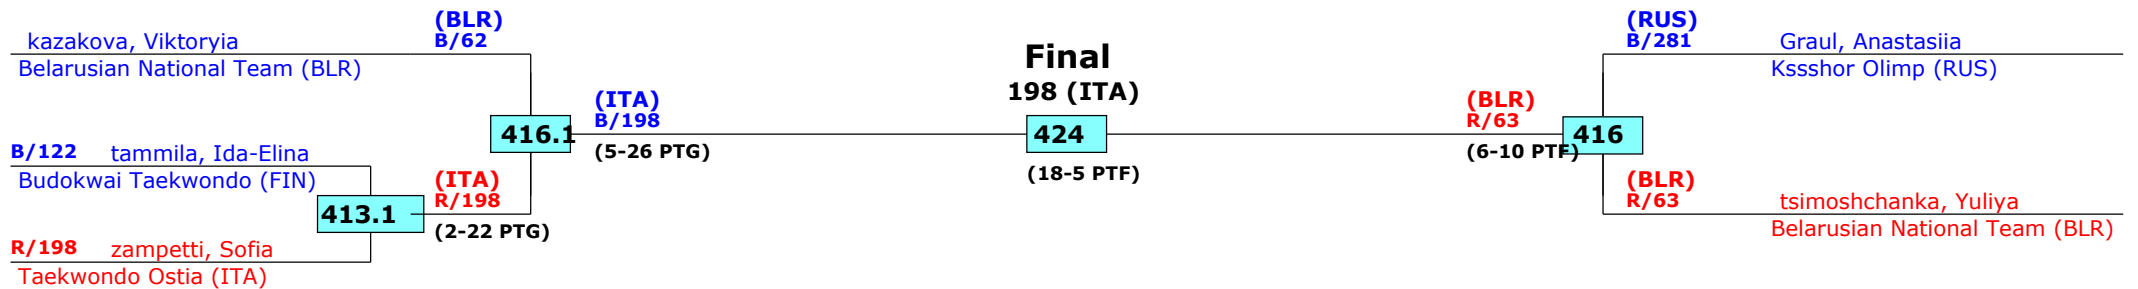 (BLR)
B/62
kazakova, Viktoryia
Belarusian National Team (BLR)
B/122 tammila, Ida-Elina
Budokwai Taekwondo (FIN)
413.1
R/198 zampetti, Sofia
Taekwondo Ostia (ITA)
(ITA)
R/198
(2-22 PTG)
416.1
(ITA)
B/198
(5-26 PTG)
Final
198 (ITA)
424
(18-5 PTF)
(BLR)
R/63
(6-10 PTF)
416
(RUS)
B/281
Graul, Anastasiia
Kssshor Olimp (RUS)
(BLR)
R/63
tsimoshchanka, Yuliya
Belarusian National Team (BLR)